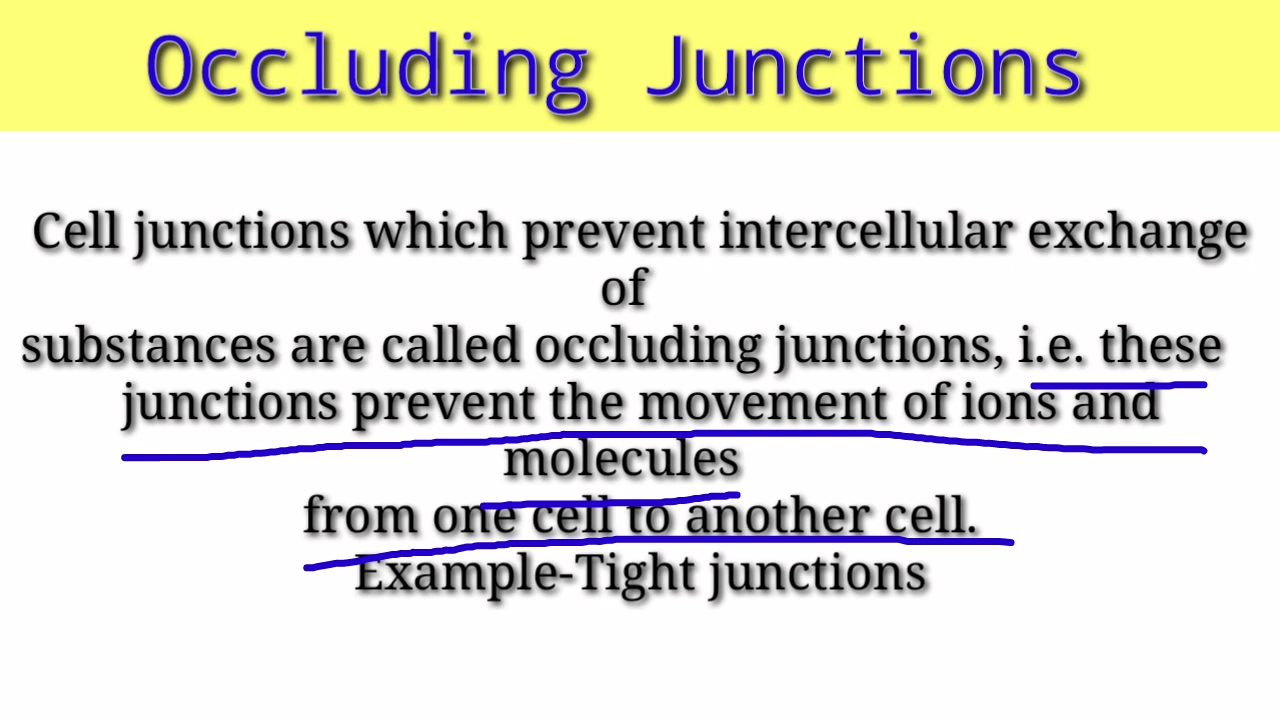 Occluding Junctions
Cell junctions which prevent intercellular exchange
of
substances are called occluding junctions, i.e. these
junctions prevent the movement of ions and
molecules
from one cell to another cell.
Example-Tight junctions